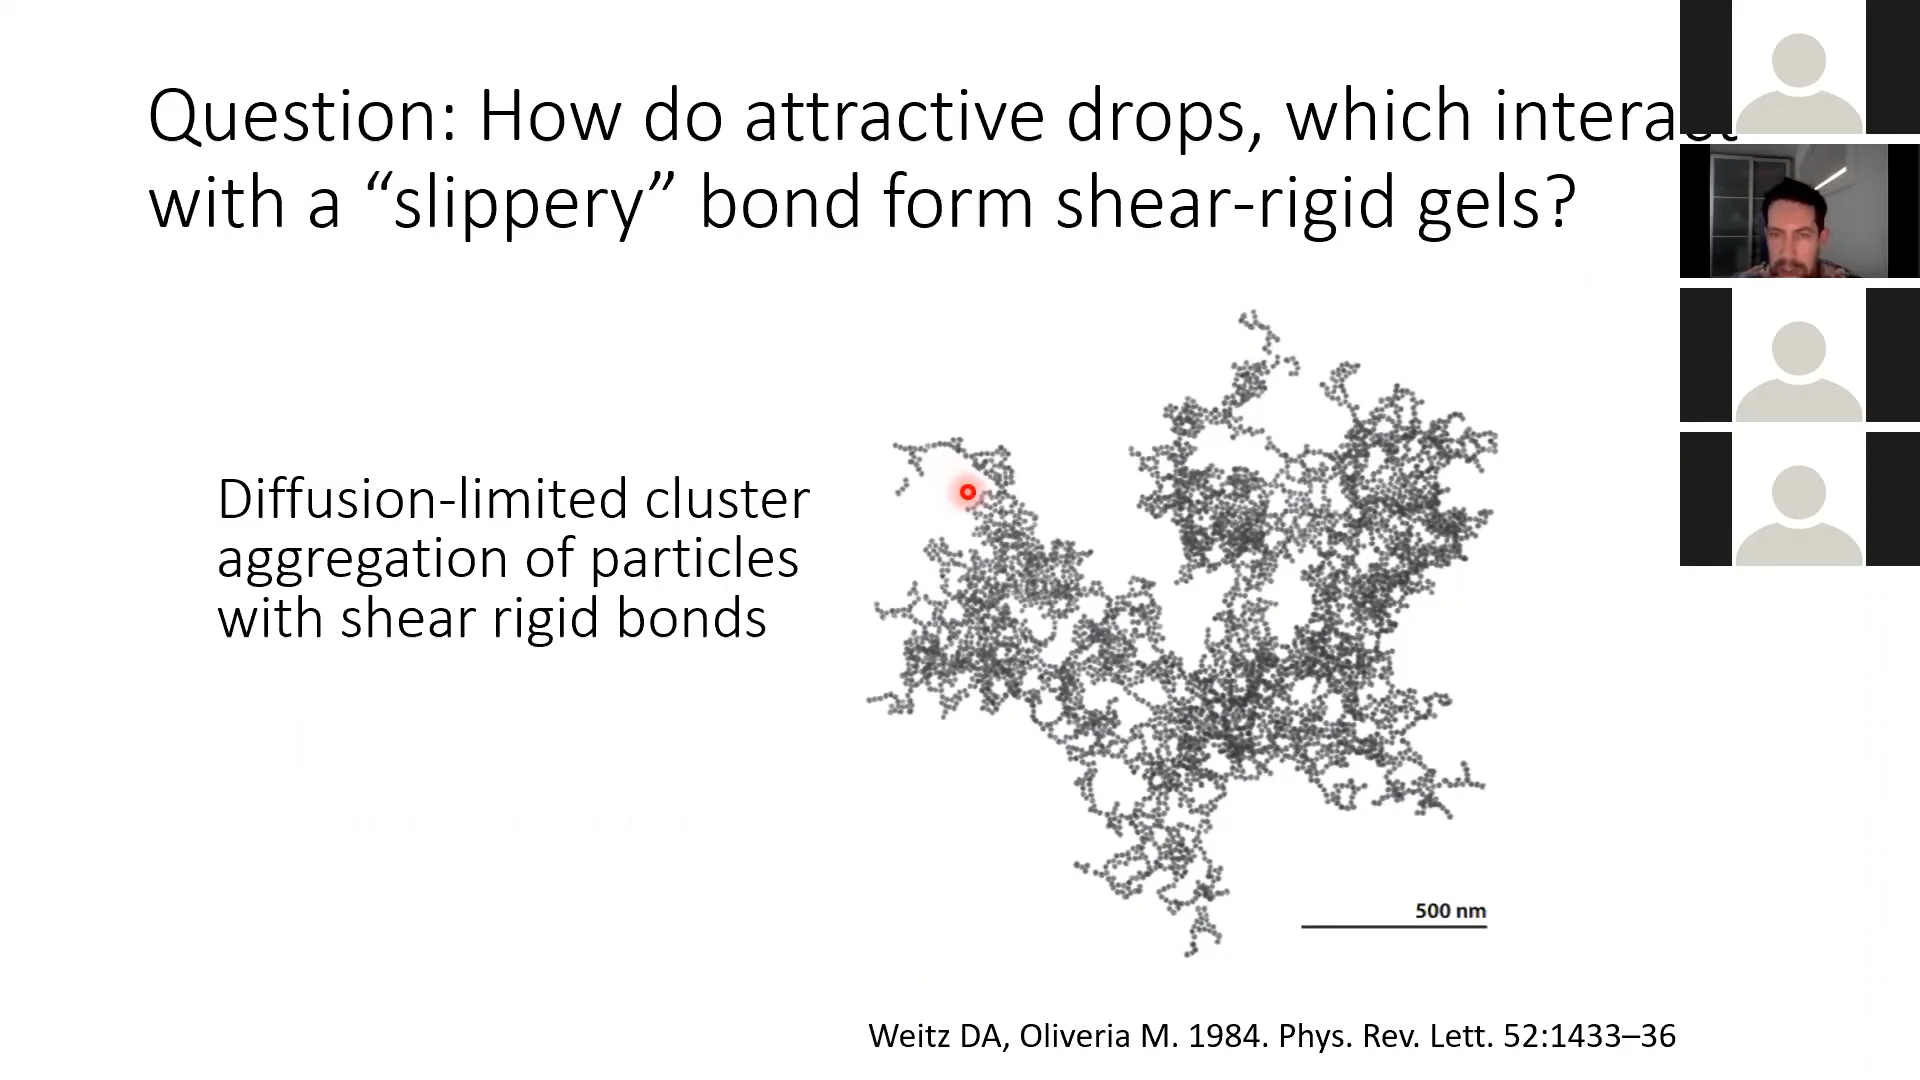 Question: How do attractive drops, which interact
with a “slippery” bond form shear-rigid gels?
Diffusion-limited cluster
aggregation of particles
with shear rigid bonds
500 nm
Weitz DA, Oliveria M. 1984. Phys. Rev. Lett. 52:1433–36